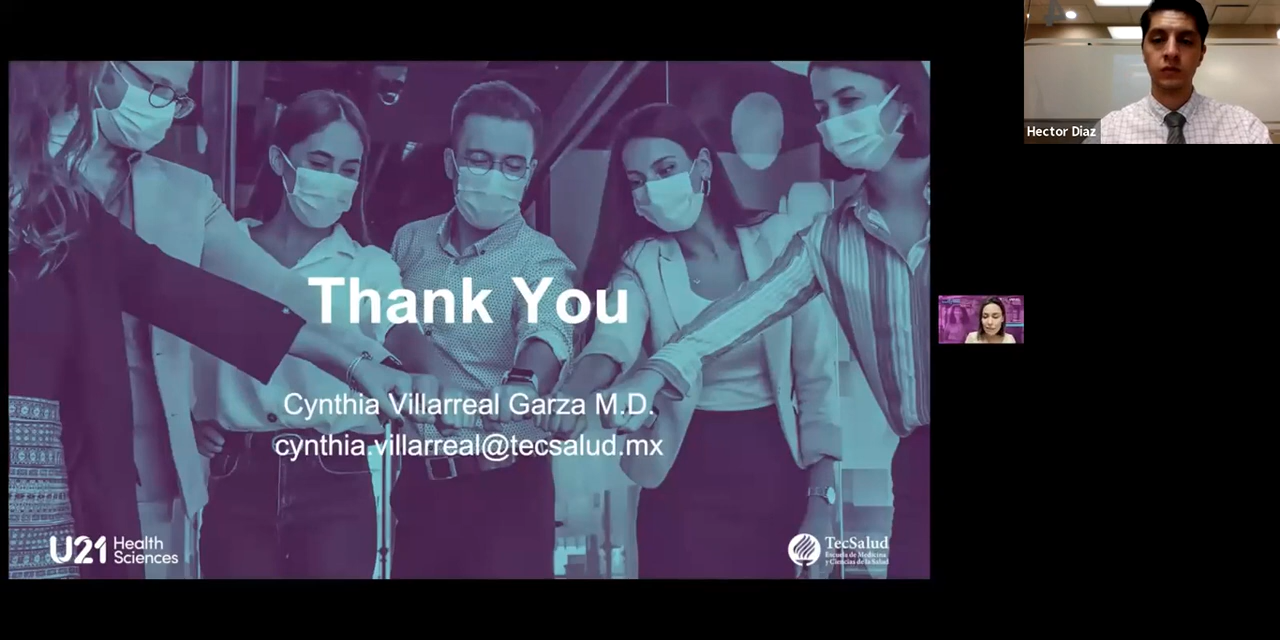 Hector Diaz
Thank You
Cynthia Villarreal Garza M.D.
cynthia.villarreal@tecsalud.mx
U21 Health
Sciences
TecSalud
Escuela de Medicina
y Ciencias de la Salud